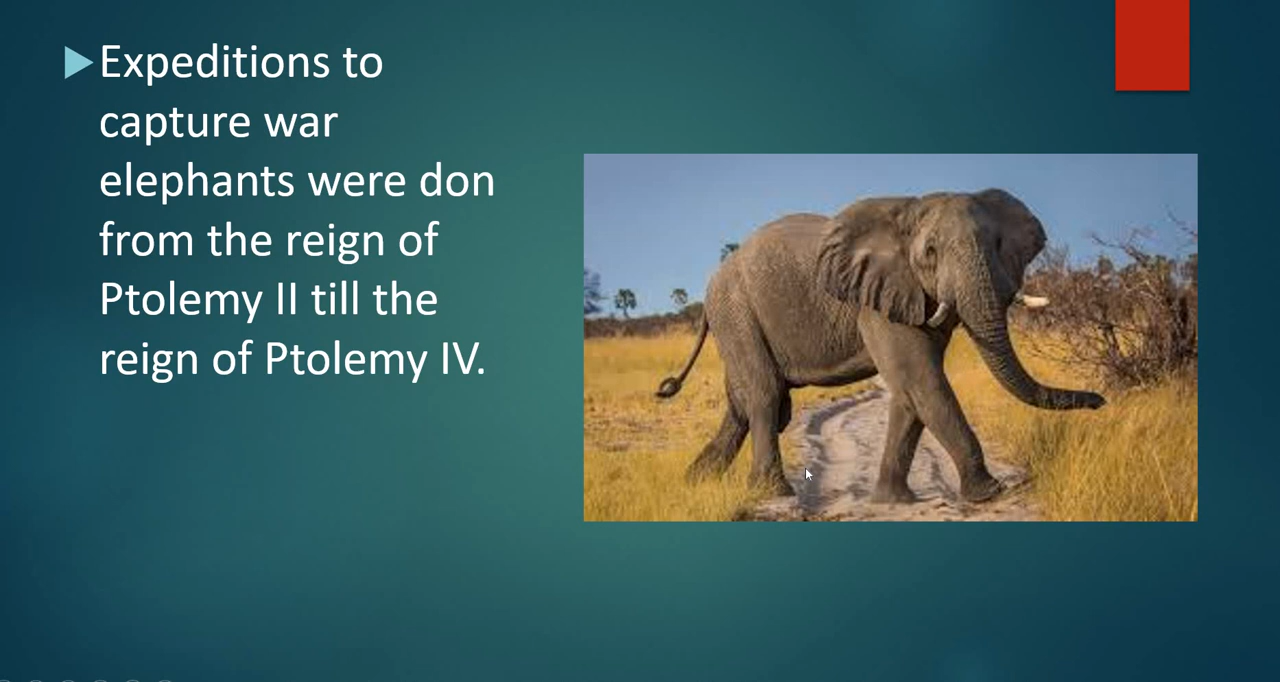 Expeditions to
capture war
elephants were don
from the reign of
Ptolemy II till the
reign of Ptolemy IV.